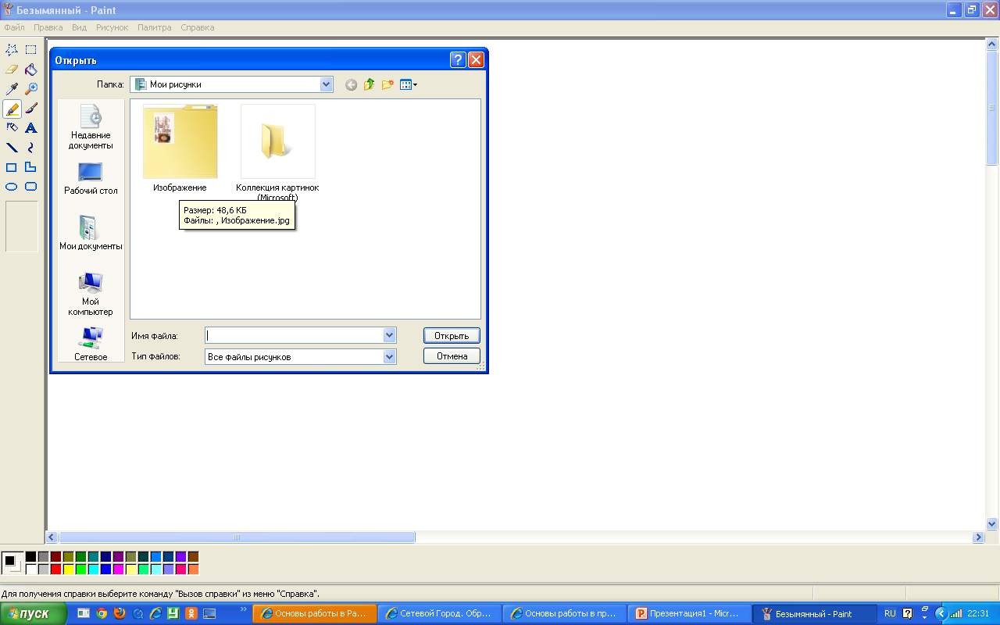 Безымянный - Paint
Файл Правка Вид Рисунок Палитра Справка
Открыть
Папка: Мои рисунки
Недавние документы
Рабочий стол
Мои документы
Мой компьютер
Сетевое
Изображение
Коллекция картинок
(Microsoft)
Размер: 48,6 КБ
Файлы: , Изображение.jpg
Имя файла:
Открыть
Тип файлов: Все файлы рисунков
Отмена
Для получения справки выберите команду "Вызов справки" из меню "Справка".
пуск
Основы работы в Pa...
Сетевой Город. Обр...
Основы работы в пр...
Презентация1 - Micr...
Безымянный - Paint
RU
22:31